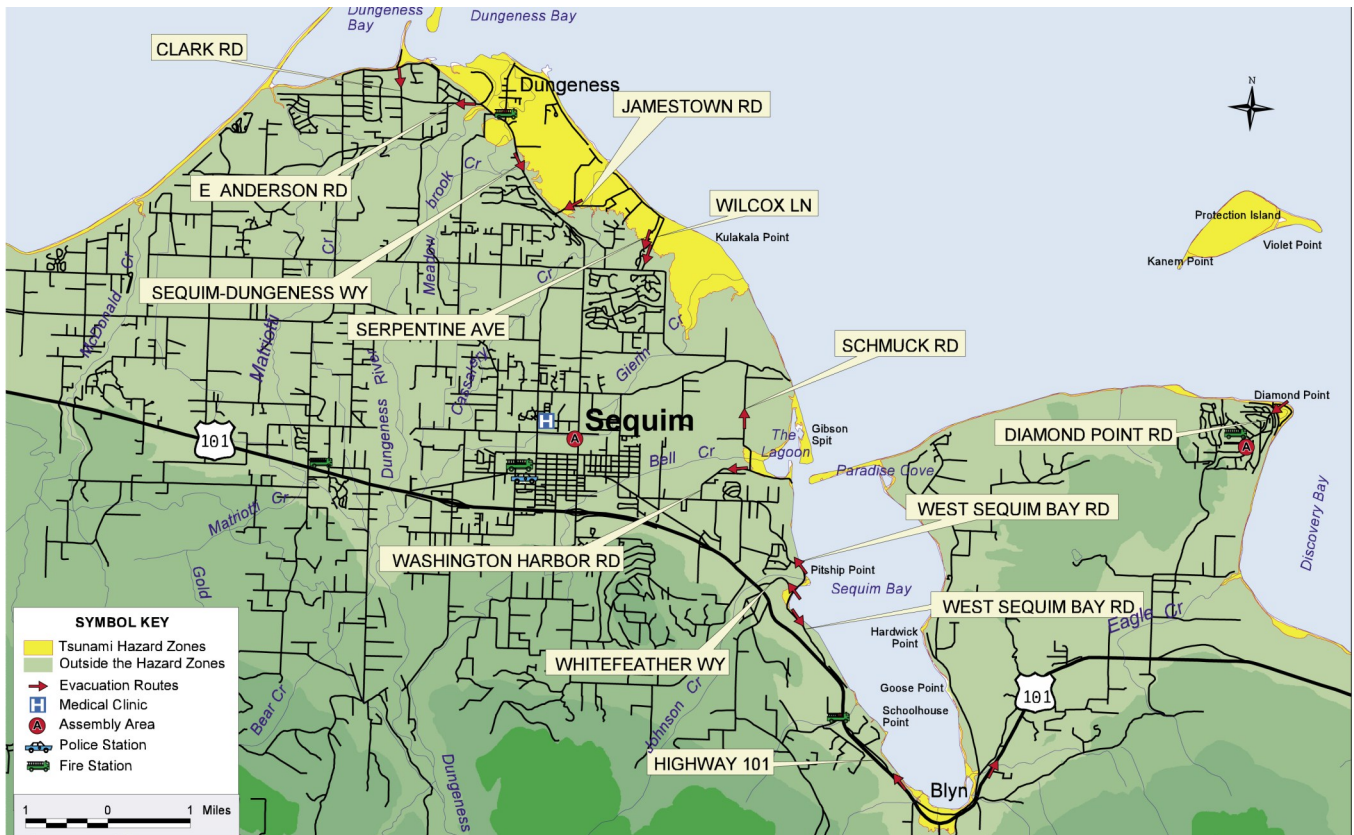 Dungeness
Bay
Dungeness Bay
CLARK RD
Dungeness
JAMESTOWN RD
N
E ANDERSON RD
Cr
brook
Meadow
WILCOX LN
Kulakala Point
Protection Island
Violet Point
Kanem Point
Cr
Cr
Cr
SEQUIM-DUNGENESS WY
McDonald
Matriotti
SERPENTINE AVE
River
Dungeness
Cassalery
Gierin
Cr
SCHMUCK RD
Diamond Point
101
H
Sequim
A
The
Lagoon
Gibson
Spit
DIAMOND POINT RD
A
Bell Cr
Paradise Cove
Matriotti Cr
WEST SEQUIM BAY RD
Discovery Bay
WASHINGTON HARBOR RD
Gold
Pitship Point
Sequim Bay
WEST SEQUIM BAY RD
Eagle Cr
Hardwick
Point
WHITEFEATHER WY
Bear Cr
Johnson Cr
Goose Point
Schoolhouse
Point
101
HIGHWAY 101
Blyn
Dungeness
SYMBOL KEY
Tsunami Hazard Zones
Outside the Hazard Zones
Evacuation Routes
H Medical Clinic
A Assembly Area
Police Station
Fire Station
1 0 1 Miles